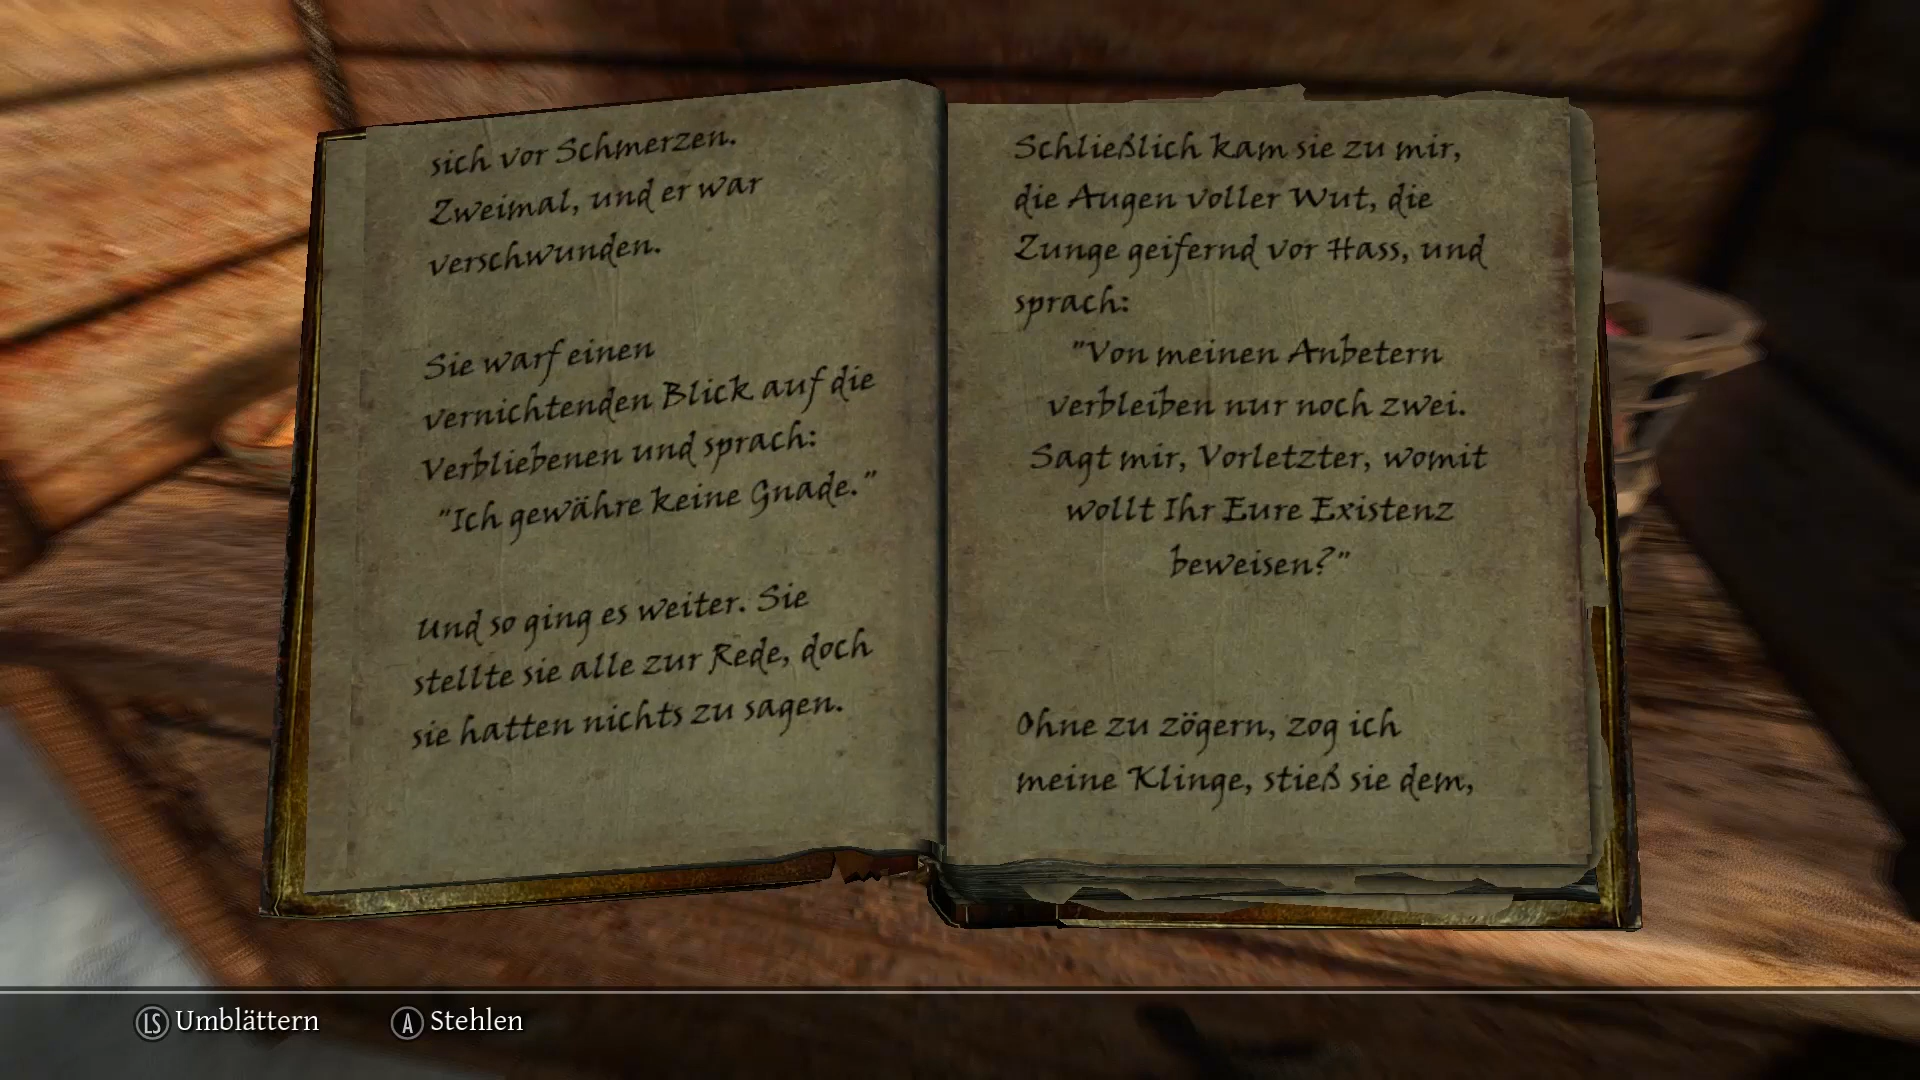 sich vor Schmerzen.
Zweimal, und er war
verschwunden.
Sie warf einen
vernichtenden Blick auf die
Verbliebenen und sprach:
"Ich gewähre keine Gnade."
Und so ging es weiter. Sie
stellte sie alle zur Rede, doch
sie hatten nichts zu sagen.
Schließlich kam sie zu mir,
die Augen voller Wut, die
Zunge geifernd vor Hass, und
sprach:
"Von meinen Anbetern
verbleiben nur noch zwei.
Sagt mir, Vorletzter, womit
wollt Ihr Eure Existenz
beweisen?"
Ohne zu zögern, zog ich
meine Klinge, stieß sie dem,
LS Umblättern
A Stehlen